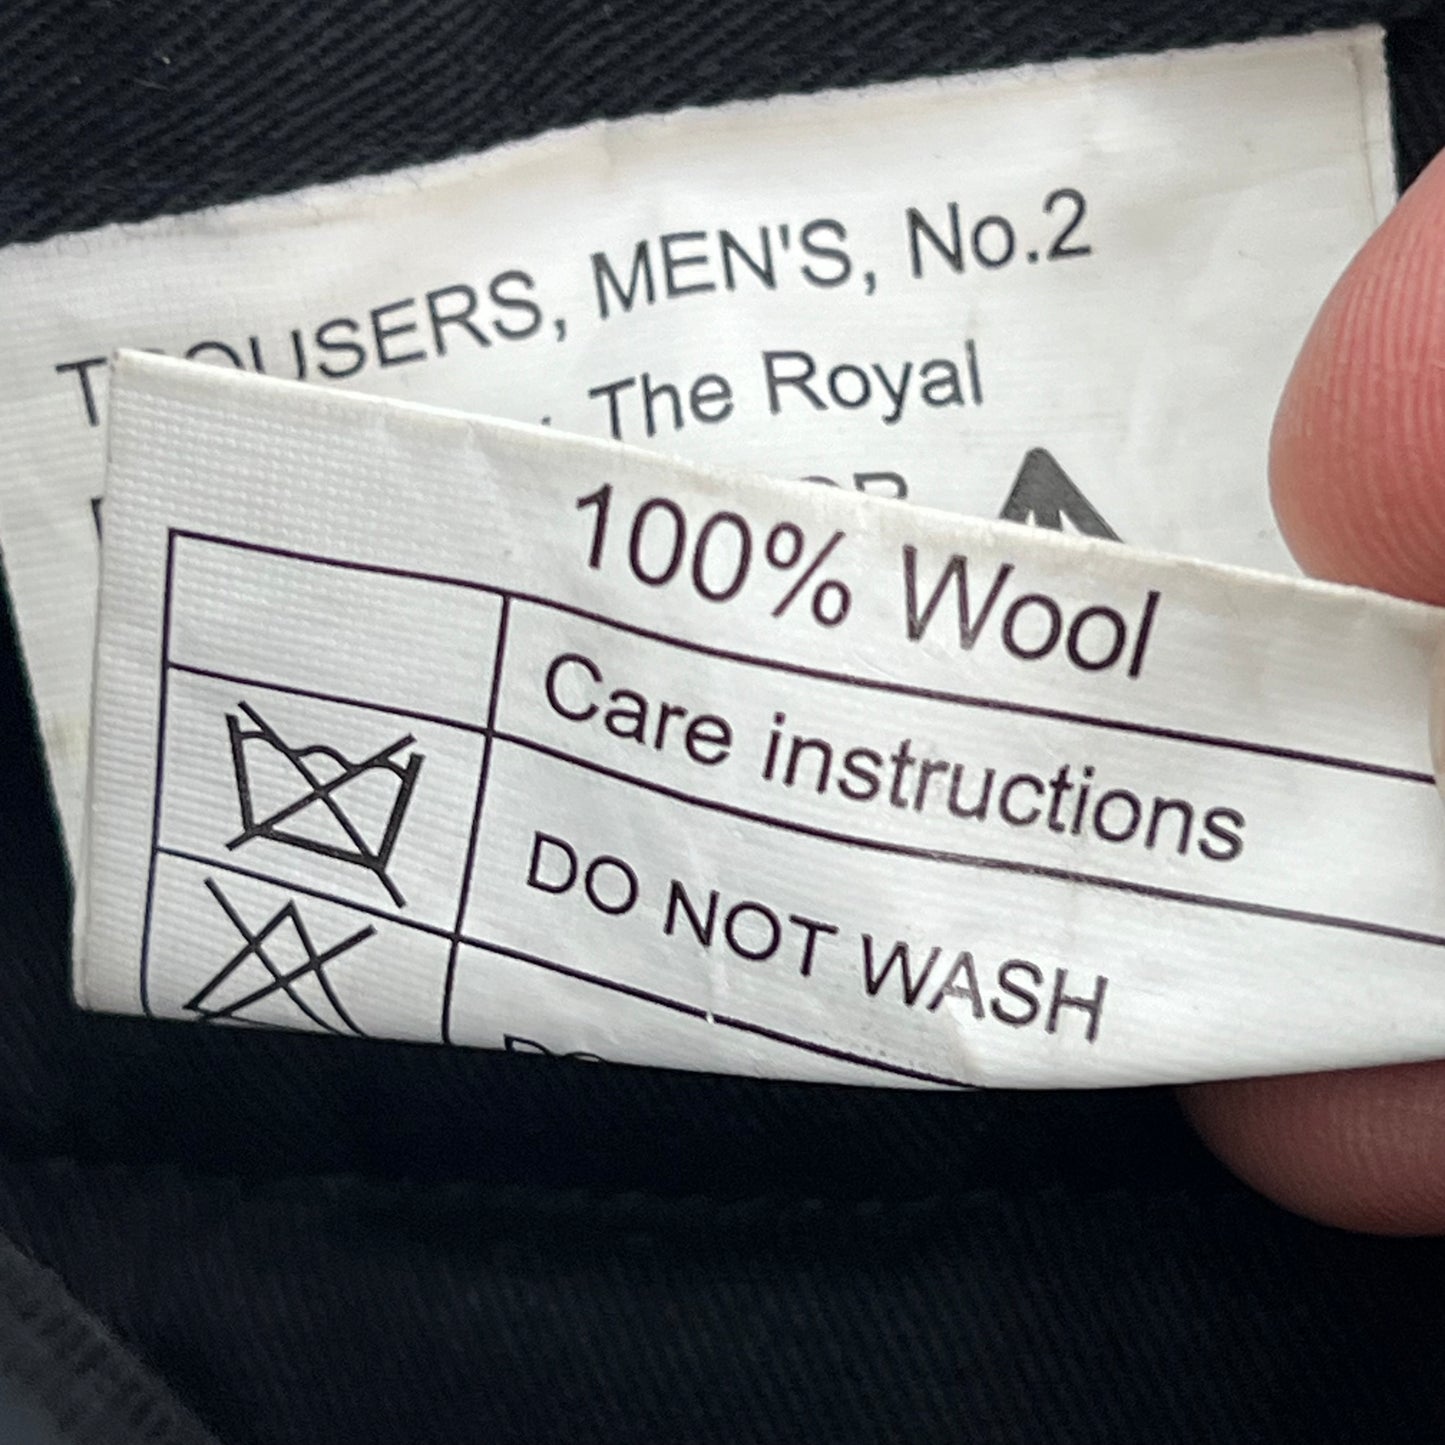 TROUSERS, MEN'S, No.2
The Royal
100% Wool
Care instructions
DO NOT WASH